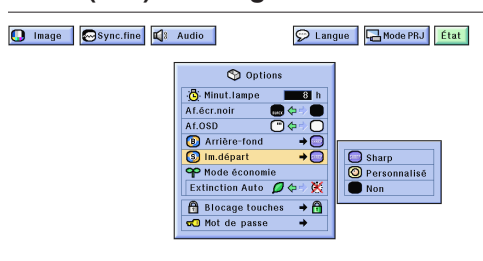 Image Sync.fine Audio Langue Mode PRJ État
Options
Minut.lampe 8 h
Af.écr.noir
Af.OSD
Arrière-fond
Im.départ
Mode économie
Extinction Auto
Blocage touches
Mot de passe
Sharp
Personnalisé
Non